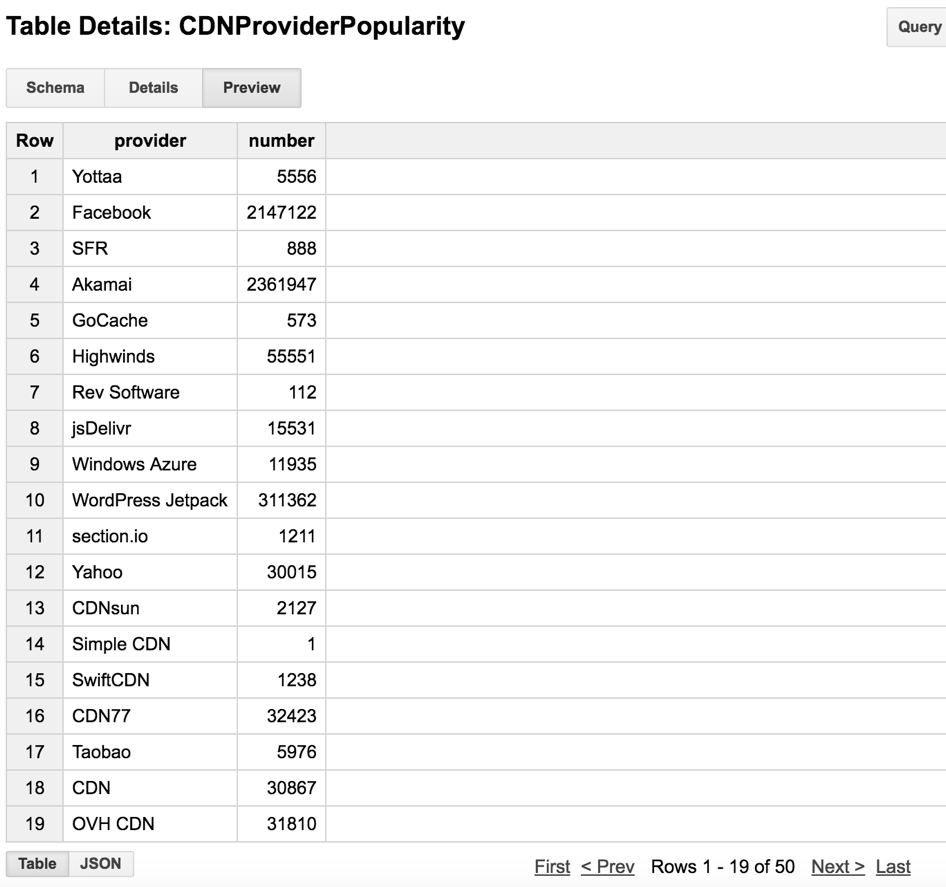 Table Details: CDNProviderPopularity
Query
Schema Details Preview
Row provider number
1 Yottaa 5556
2 Facebook 2147122
3 SFR 888
4 Akamai 2361947
5 GoCache 573
6 Highwinds 55551
7 Rev Software 112
8 jsDelivr 15531
9 Windows Azure 11935
10 WordPress Jetpack 311362
11 section.io 1211
12 Yahoo 30015
13 CDNsun 2127
14 Simple CDN 1
15 SwiftCDN 1238
16 CDN77 32423
17 Taobao 5976
18 CDN 30867
19 OVH CDN 31810
Table JSON First < Prev Rows 1 - 19 of 50 Next > Last